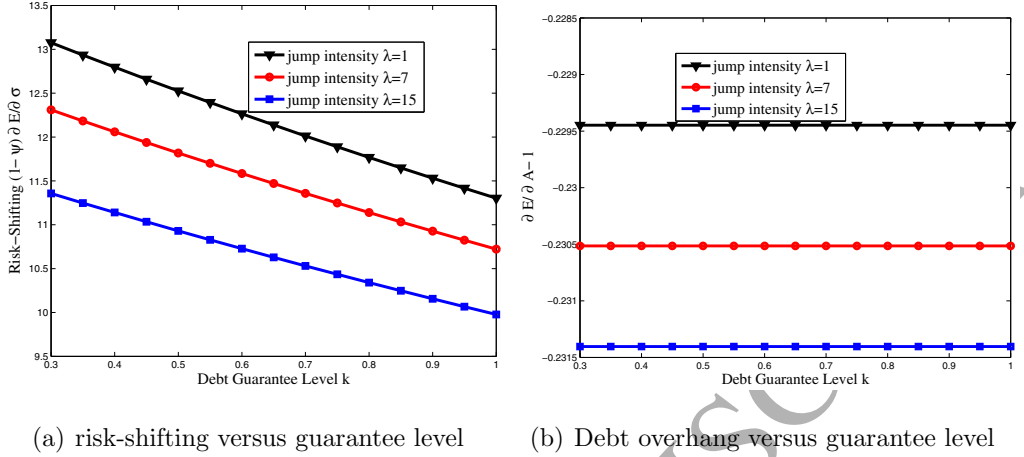 13.5
13
12.5
12
11.5
11
10.5
10
9.5
Risk−Shifting (1− ψ) ∂ E/∂ σ
jump intensity λ=1
jump intensity λ=7
jump intensity λ=15
0.3 0.4 0.5 0.6 0.7 0.8 0.9 1
Debt Guarantee Level k
(a) risk-shifting versus guarantee level
−0.2285
−0.229
−0.2295
−0.23
−0.2305
−0.231
−0.2315
∂ E/ ∂ A− 1
jump intensity λ=1
jump intensity λ=7
jump intensity λ=15
0.3 0.4 0.5 0.6 0.7 0.8 0.9 1
Debt Guarantee Level k
(b) Debt overhang versus guarantee level